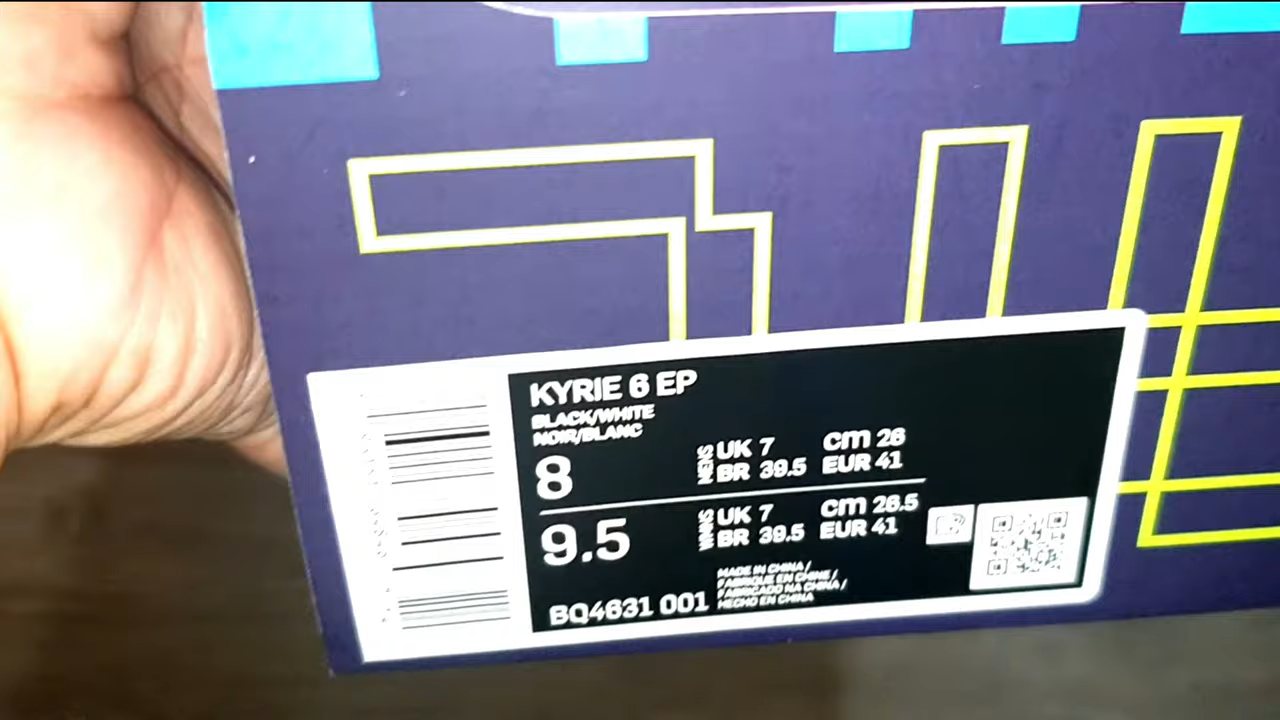 KYRIE 6 EP
BLACK/WHITE
NOIR/BLANC
8
MENS UK 7 CM 26
BR 39.5 EUR 41
9.5
WMNS UK 7 CM 26.5
BR 39.5 EUR 41
BQ4631 001
MADE IN CHINA /
FABRIQUE EN CHINE /
FABRICADO NA CHINA /
HECHO EN CHINA